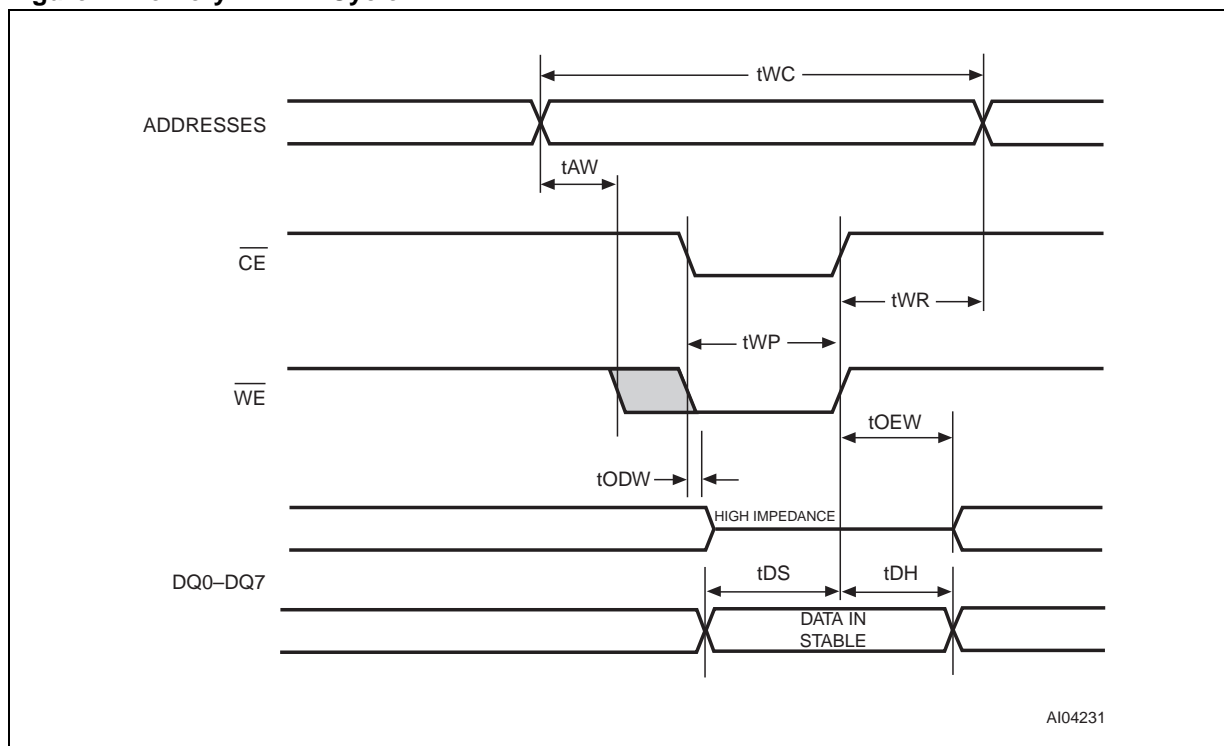 tWC
ADDRESSES
tAW
CE
tWR
tWP
WE
tOEW
tODW
HIGH IMPEDANCE
DQ0–DQ7
tDS
tDH
DATA IN
STABLE
AI04231